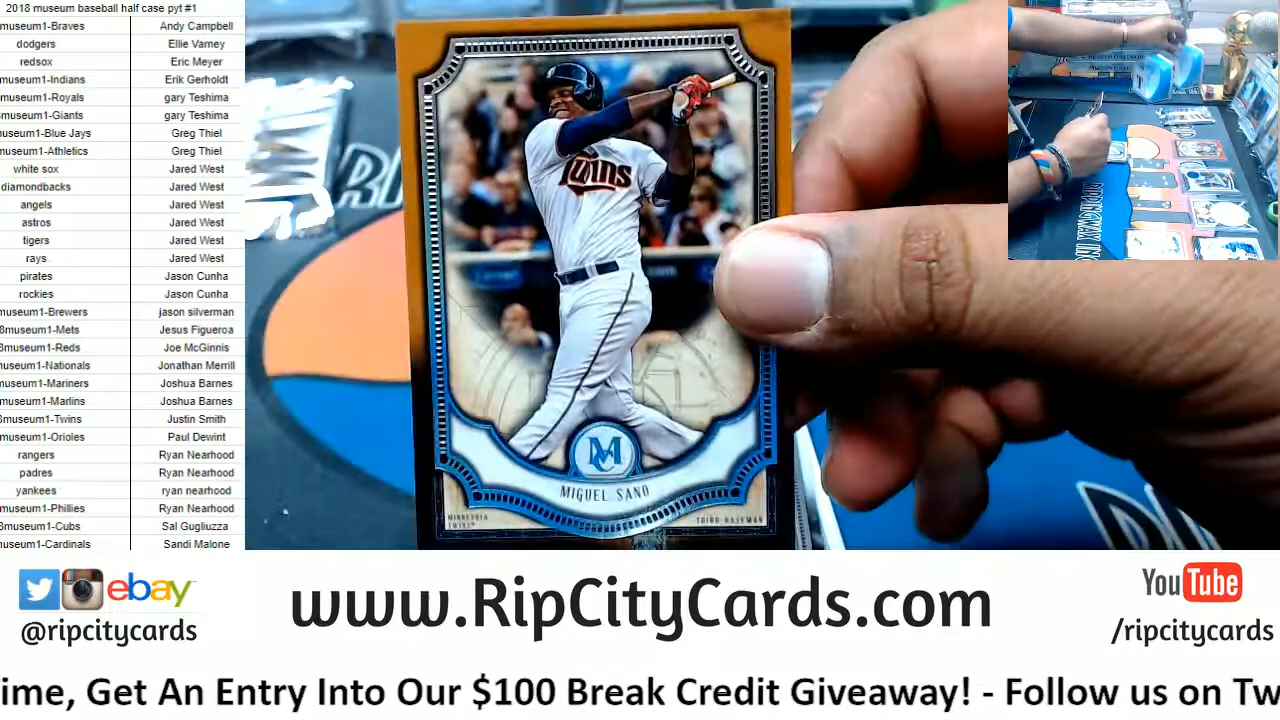 2018 museum baseball half case pyt #1
museum1-Braves Andy Campbell
dodgers Ellie Varney
redsox Eric Meyer
museum1-Indians Erik Gerholdt
museum1-Royals gary Teshima
museum1-Giants gary Teshima
museum1-Blue Jays Greg Thiel
museum1-Athletics Greg Thiel
white sox Jared West
diamondbacks Jared West
angels Jared West
astros Jared West
tigers Jared West
rays Jared West
pirates Jason Cunha
rockies Jason Cunha
museum1-Brewers jason silverman
8museum1-Mets Jesus Figueroa
8museum1-Reds Joe McGinnis
museum1-Nationals Jonathan Merrill
museum1-Mariners Joshua Barnes
museum1-Marlins Joshua Barnes
museum1-Twins Justin Smith
museum1-Orioles Paul Dewint
rangers Ryan Nearhood
padres Ryan Nearhood
yankees ryan nearhood
museum1-Phillies Ryan Nearhood
8museum1-Cubs Sal Gugliuzza
museum1-Cardinals Sandi Malone
Twins
MC
MIGUEL SANO
MINNESOTA
TWINS
THIRD BASEMAN
ebay
@ripcitycards
www.RipCityCards.com
YouTube
/ripcitycards
ime, Get An Entry Into Our $100 Break Credit Giveaway! - Follow us on Tw